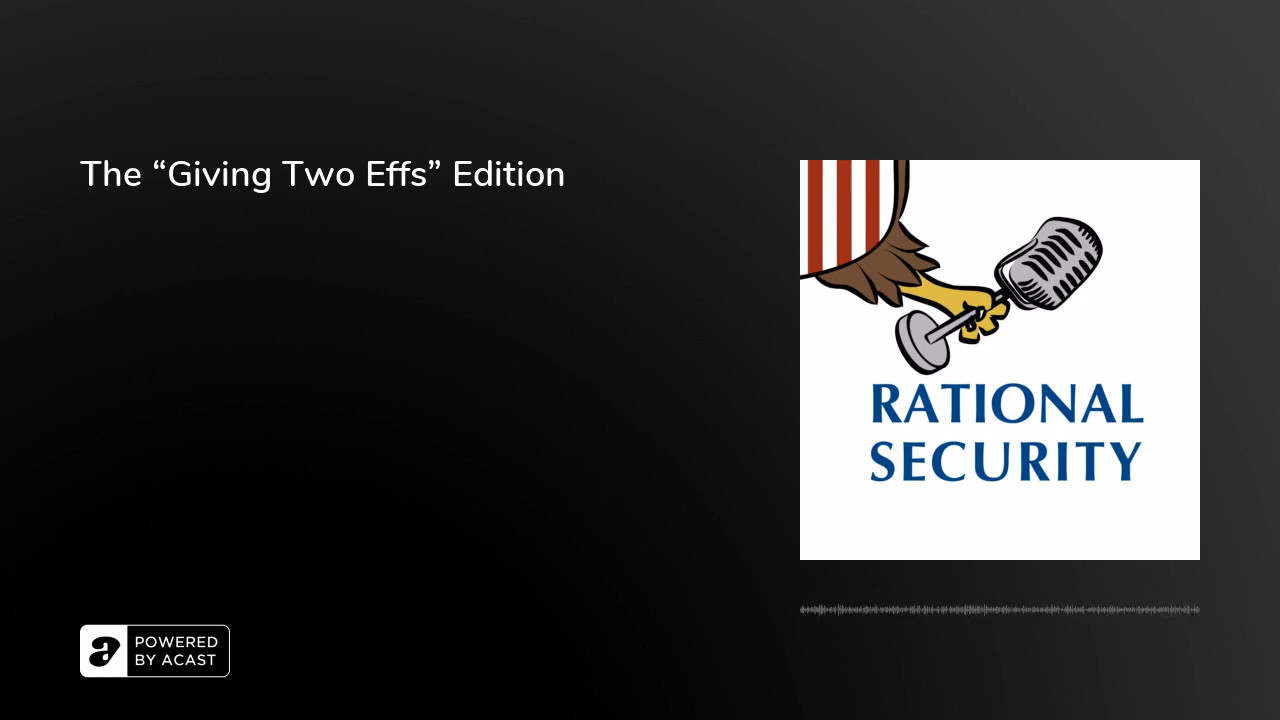 The “Giving Two Effs” Edition
RATIONAL
SECURITY
POWERED
BY ACAST